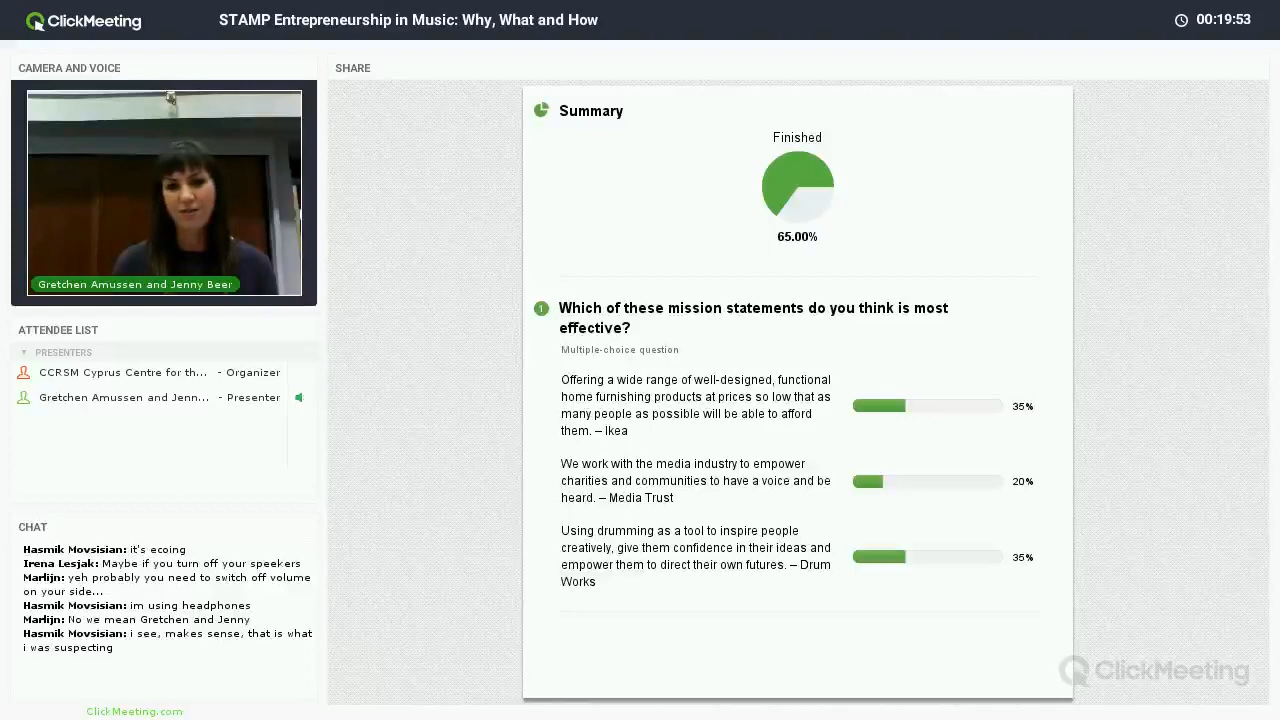 ClickMeeting
STAMP Entrepreneurship in Music: Why, What and How
00:19:53
CAMERA AND VOICE
Gretchen Amussen and Jenny Beer
ATTENDEE LIST
PRESENTERS
CCRSM Cyprus Centre for th... - Organizer
Gretchen Amussen and Jenn... - Presenter
CHAT
Hasmik Movsisian: it's ecoing
Irena Lesjak: Maybe if you turn off your speekers
Marlijn: yeh probably you need to switch off volume
on your side...
Hasmik Movsisian: im using headphones
Marlijn: No we mean Gretchen and Jenny
Hasmik Movsisian: i see, makes sense, that is what
i was suspecting
ClickMeeting.com
SHARE
Summary
Finished
65.00%
1 Which of these mission statements do you think is most
effective?
Multiple-choice question
Offering a wide range of well-designed, functional
home furnishing products at prices so low that as
many people as possible will be able to afford
them. – Ikea
35%
We work with the media industry to empower
charities and communities to have a voice and be
heard. – Media Trust
20%
Using drumming as a tool to inspire people
creatively, give them confidence in their ideas and
empower them to direct their own futures. – Drum
Works
35%
ClickMeeting